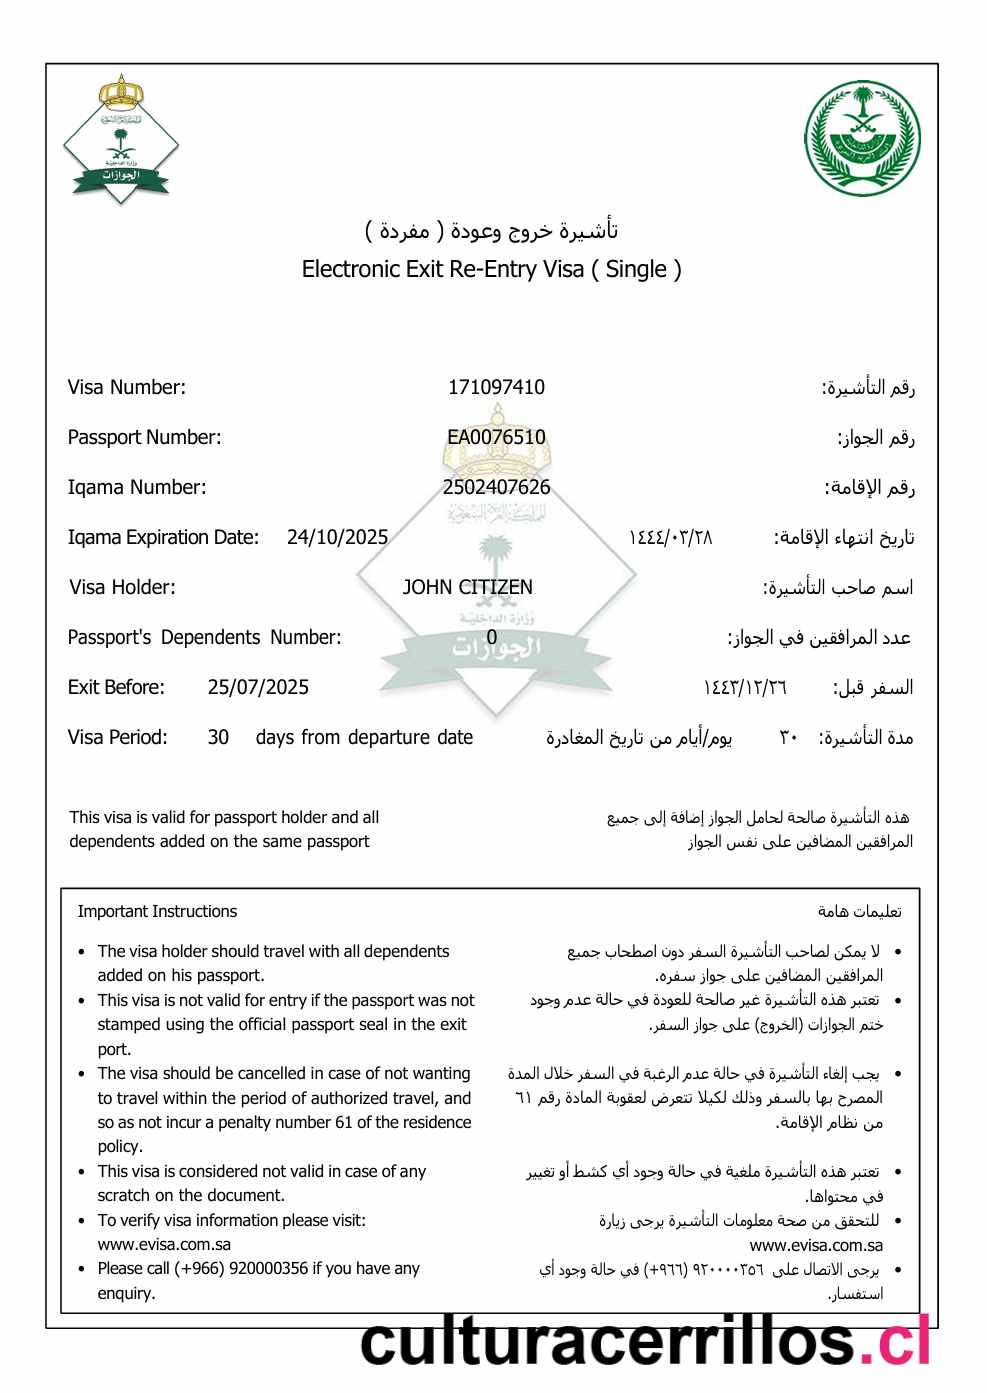 تأشيرة خروج وعودة ( مفردة )
Electronic Exit Re-Entry Visa ( Single )
الجوازات
Visa Number: 171097410 رقم التأشيرة:
Passport Number: EA0076510 رقم الجواز:
Iqama Number: 2502407626 رقم الإقامة:
المملكة العربية السعودية
Iqama Expiration Date: 24/10/2025 ١٤٤٤/٠٣/٢٨ تاريخ انتهاء الإقامة:
Visa Holder: JOHN CITIZEN اسم صاحب التأشيرة:
وزارة الداخلية
Passport's Dependents Number: 0 عدد المرافقين في الجواز:
الجوازات
Exit Before: 25/07/2025 ١٤٤٣/١٢/٢٦ السفر قبل:
Visa Period: 30 days from departure date يوم/أيام من تاريخ المغادرة ٣٠ مدة التأشيرة:
This visa is valid for passport holder and all
dependents added on the same passport
هذه التأشيرة صالحة لحامل الجواز إضافة إلى جميع
المرافقين المضافين على نفس الجواز
Important Instructions
• The visa holder should travel with all dependents
added on his passport.
• This visa is not valid for entry if the passport was not
stamped using the official passport seal in the exit
port.
• The visa should be cancelled in case of not wanting
to travel within the period of authorized travel, and
so as not incur a penalty number 61 of the residence
policy.
• This visa is considered not valid in case of any
scratch on the document.
• To verify visa information please visit:
www.evisa.com.sa
• Please call (+966) 920000356 if you have any
enquiry.
تعليمات هامة
• لا يمكن لصاحب التأشيرة السفر دون اصطحاب جميع
المرافقين المضافين على جواز سفره.
• تعتبر هذه التأشيرة غير صالحة للعودة في حالة عدم وجود
ختم الجوازات (الخروج) على جواز السفر.
• يجب إلغاء التأشيرة في حالة عدم الرغبة في السفر خلال المدة
المصرح بها بالسفر وذلك لكيلا تتعرض لعقوبة المادة رقم ٦١
من نظام الإقامة.
• تعتبر هذه التأشيرة ملغية في حالة وجود أي كشط أو تغيير
في محتواها.
• للتحقق من صحة معلومات التأشيرة يرجى زيارة
www.evisa.com.sa
• يرجى الاتصال على ٩٢٠٠٠٠٣٥٦ (٩٦٦+) في حالة وجود أي
استفسار.
culturacerrillos.cl